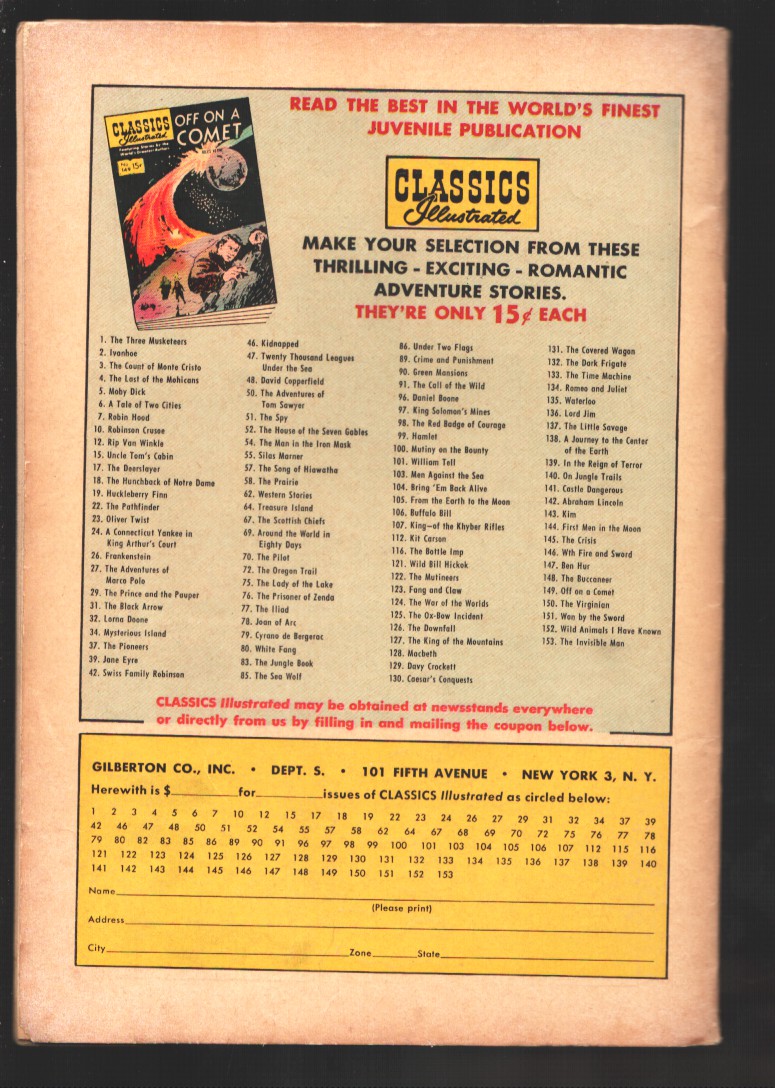 CLASSICS
Illustrated
Featuring Stories by the
World's Greatest Authors
No.
149
15¢
OFF ON A
COMET
READ THE BEST IN THE WORLD'S FINEST
JUVENILE PUBLICATION
CLASSICS
Illustrated
MAKE YOUR SELECTION FROM THESE
THRILLING - EXCITING - ROMANTIC
ADVENTURE STORIES.
THEY'RE ONLY 15¢ EACH
1. The Three Musketeers
2. Ivanhoe
3. The Count of Monte Cristo
4. The Last of the Mohicans
5. Moby Dick
6. A Tale of Two Cities
7. Robin Hood
10. Robinson Crusoe
12. Rip Van Winkle
15. Uncle Tom's Cabin
17. The Deerslayer
18. The Hunchback of Notre Dame
19. Huckleberry Finn
22. The Pathfinder
23. Oliver Twist
24. A Connecticut Yankee in
King Arthur's Court
26. Frankenstein
27. The Adventures of
Marco Polo
29. The Prince and the Pauper
31. The Black Arrow
32. Lorna Doone
34. Mysterious Island
37. The Pioneers
39. Jane Eyre
42. Swiss Family Robinson
46. Kidnapped
47. Twenty Thousand Leagues
Under the Sea
48. David Copperfield
50. The Adventures of
Tom Sawyer
51. The Spy
52. The House of the Seven Gables
54. The Man in the Iron Mask
55. Silas Marner
57. The Song of Hiawatha
58. The Prairie
62. Western Stories
64. Treasure Island
67. The Scottish Chiefs
69. Around the World in
Eighty Days
70. The Pilot
72. The Oregon Trail
75. The Lady of the Lake
76. The Prisoner of Zenda
77. The Iliad
78. Joan of Arc
79. Cyrano de Bergerac
80. White Fang
83. The Jungle Book
85. The Sea Wolf
86. Under Two Flags
89. Crime and Punishment
90. Green Mansions
91. The Call of the Wild
96. Daniel Boone
97. King Solomon's Mines
98. The Red Badge of Courage
99. Hamlet
100. Mutiny on the Bounty
101. William Tell
103. Men Against the Sea
104. Bring 'Em Back Alive
105. From the Earth to the Moon
106. Buffalo Bill
107. King—of the Khyber Rifles
112. Kit Carson
116. The Bottle Imp
121. Wild Bill Hickok
122. The Mutineers
123. Fang and Claw
124. The War of the Worlds
125. The Ox-Bow Incident
126. The Downfall
127. The King of the Mountains
128. Macbeth
129. Davy Crockett
130. Caesar's Conquests
131. The Covered Wagon
132. The Dark Frigate
133. The Time Machine
134. Romeo and Juliet
135. Waterloo
136. Lord Jim
137. The Little Savage
138. A Journey to the Center
of the Earth
139. In the Reign of Terror
140. On Jungle Trails
141. Castle Dangerous
142. Abraham Lincoln
143. Kim
144. First Men in the Moon
145. The Crisis
146. Wth Fire and Sword
147. Ben Hur
148. The Buccaneer
149. Off on a Comet
150. The Virginian
151. Won by the Sword
152. Wild Animals I Have Known
153. The Invisible Man
CLASSICS Illustrated may be obtained at newsstands everywhere
or directly from us by filling in and mailing the coupon below.
GILBERTON CO., INC. • DEPT. S. • 101 FIFTH AVENUE • NEW YORK 3, N. Y.
Herewith is $________ for________ issues of CLASSICS Illustrated as circled below:
1 2 3 4 5 6 7 10 12 15 17 18 19 22 23 24 26 27 29 31 32 34 37 39
42 46 47 48 50 51 52 54 55 57 58 62 64 67 68 69 70 72 75 76 77 78
79 80 82 83 85 86 89 90 91 96 97 98 99 100 101 103 104 105 106 107 112 115 116
121 122 123 124 125 126 127 128 129 130 131 132 133 134 135 136 137 138 139 140
141 142 143 144 145 146 147 148 149 150 151 152 153
Name________
(Please print)
Address________
City________Zone________State________